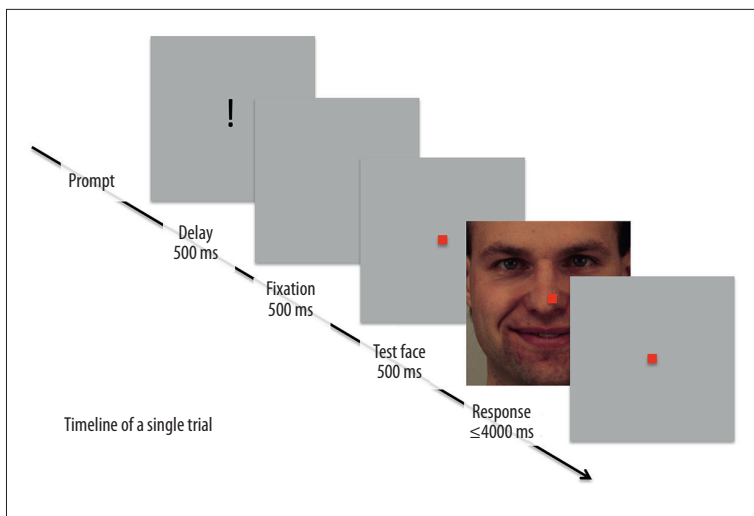 !
Prompt
Delay
500 ms
Fixation
500 ms
Test face
500 ms
Response
≤4000 ms
Timeline of a single trial